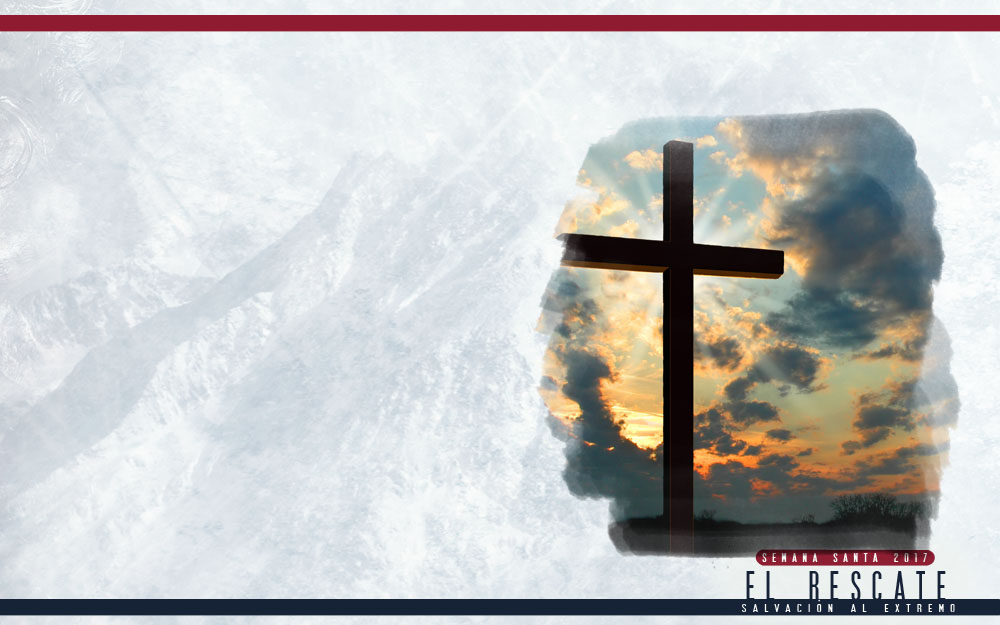 SEMANA SANTA 2017
EL RESCATE
SALVACIÓN AL EXTREMO